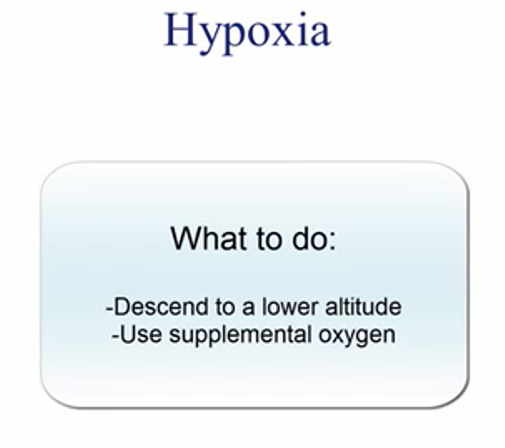 Hypoxia
What to do:
-Descend to a lower altitude
-Use supplemental oxygen